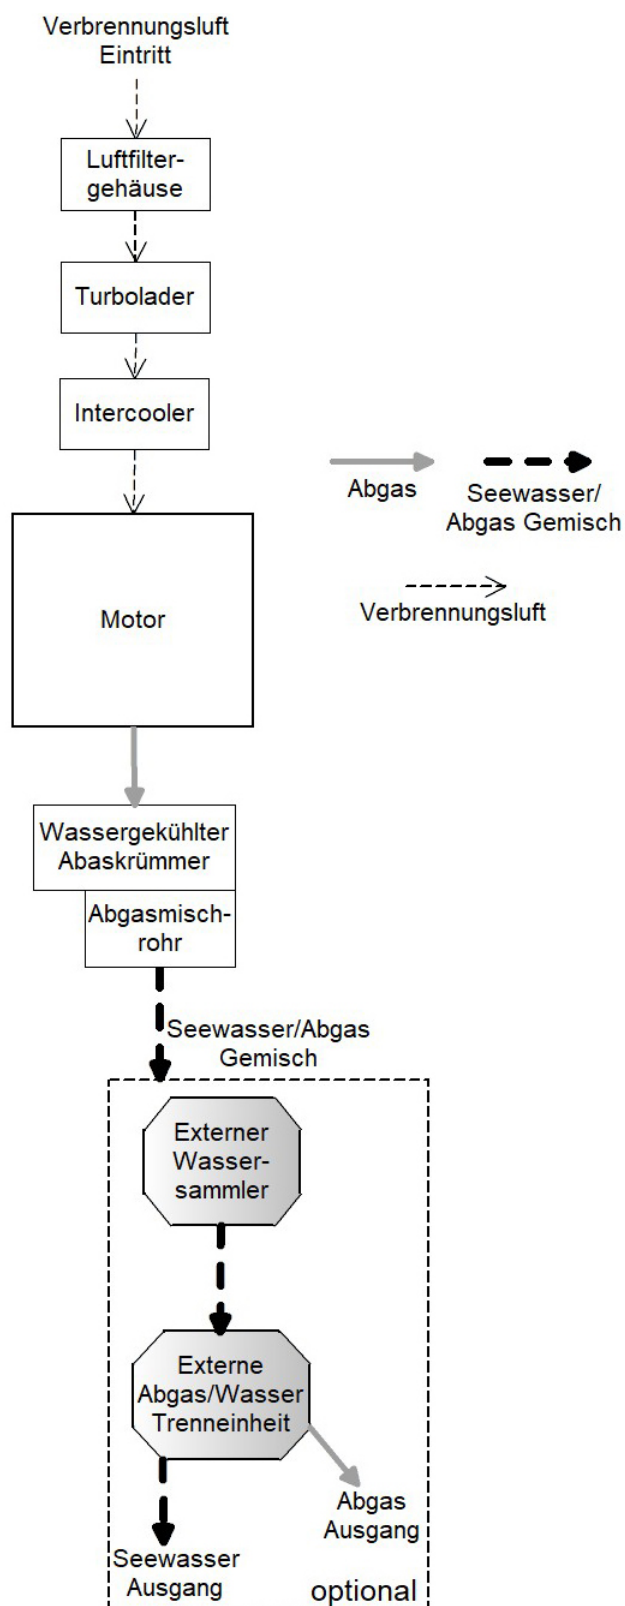 Verbrennungsluft
Eintritt
Luftfilter-
gehäuse
Turbolader
Intercooler
Abgas
Seewasser/
Abgas Gemisch
Verbrennungsluft
Motor
Wassergekühlter
Abaskrümmer
Abgasmisch-
rohr
Seewasser/Abgas
Gemisch
Externer
Wasser-
sammler
Externe
Abgas/Wasser
Trenneinheit
Abgas
Ausgang
Seewasser
Ausgang
optional